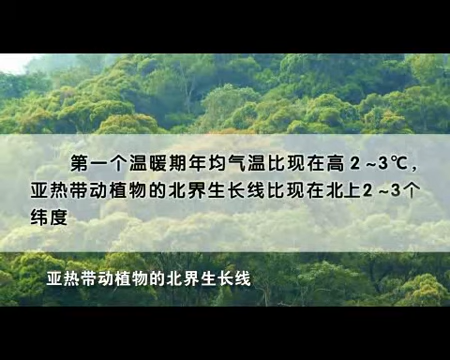 第一个温暖期年均气温比现在高2~3℃，
亚热带动植物的北界生长线比现在北上2~3个
纬度
亚热带动植物的北界生长线